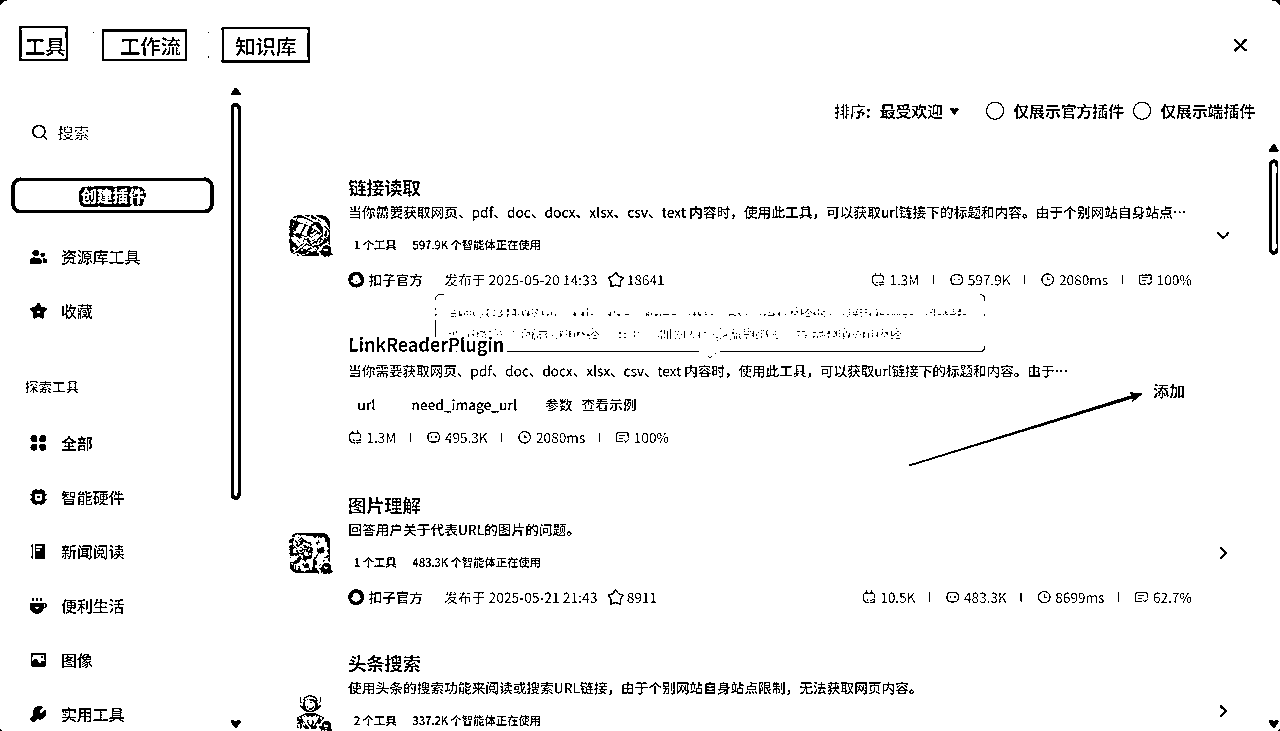 工具 工作流 知识库
排序: 最受欢迎 仅展示官方插件 仅展示端插件
搜索
创建插件
资源库工具
收藏
探索工具
全部
智能硬件
新闻阅读
便利生活
图像
实用工具
链接读取
当你需要获取网页、pdf、doc、docx、xlsx、csv、text 内容时，使用此工具，可以获取url链接下的标题和内容。由于个别网站自身站点…
1个工具 597.9K个智能体正在使用
扣子官方 发布于 2025-05-20 14:33 18641 1.3M 597.9K 2080ms 100%
LinkReaderPlugin
当你需要获取网页、pdf、doc、docx、xlsx、csv、text 内容时，使用此工具，可以获取url链接下的标题和内容。由于…
添加
url need_image_url 参数 查看示例
1.3M 495.3K 2080ms 100%
图片理解
回答用户关于代表URL的图片的问题。
1个工具 483.3K个智能体正在使用
扣子官方 发布于 2025-05-21 21:43 8911 10.5K 483.3K 8699ms 62.7%
头条搜索
使用头条的搜索功能来阅读或搜索URL链接，由于个别网站自身站点限制，无法获取网页内容。
2个工具 337.2K个智能体正在使用